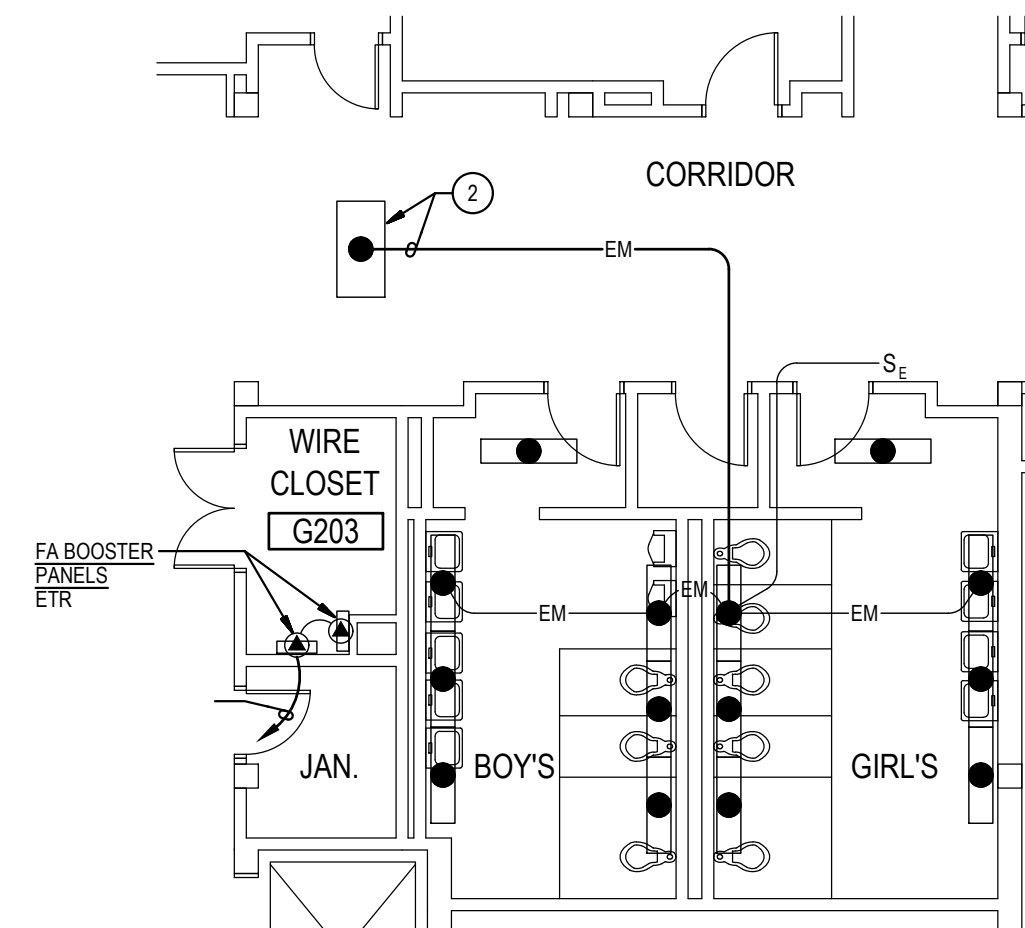 CORRIDOR
2
EM
S E
WIRE
CLOSET
G203
FA BOOSTER
PANELS
ETR
EM
EM
EM
JAN.
BOY'S
GIRL'S